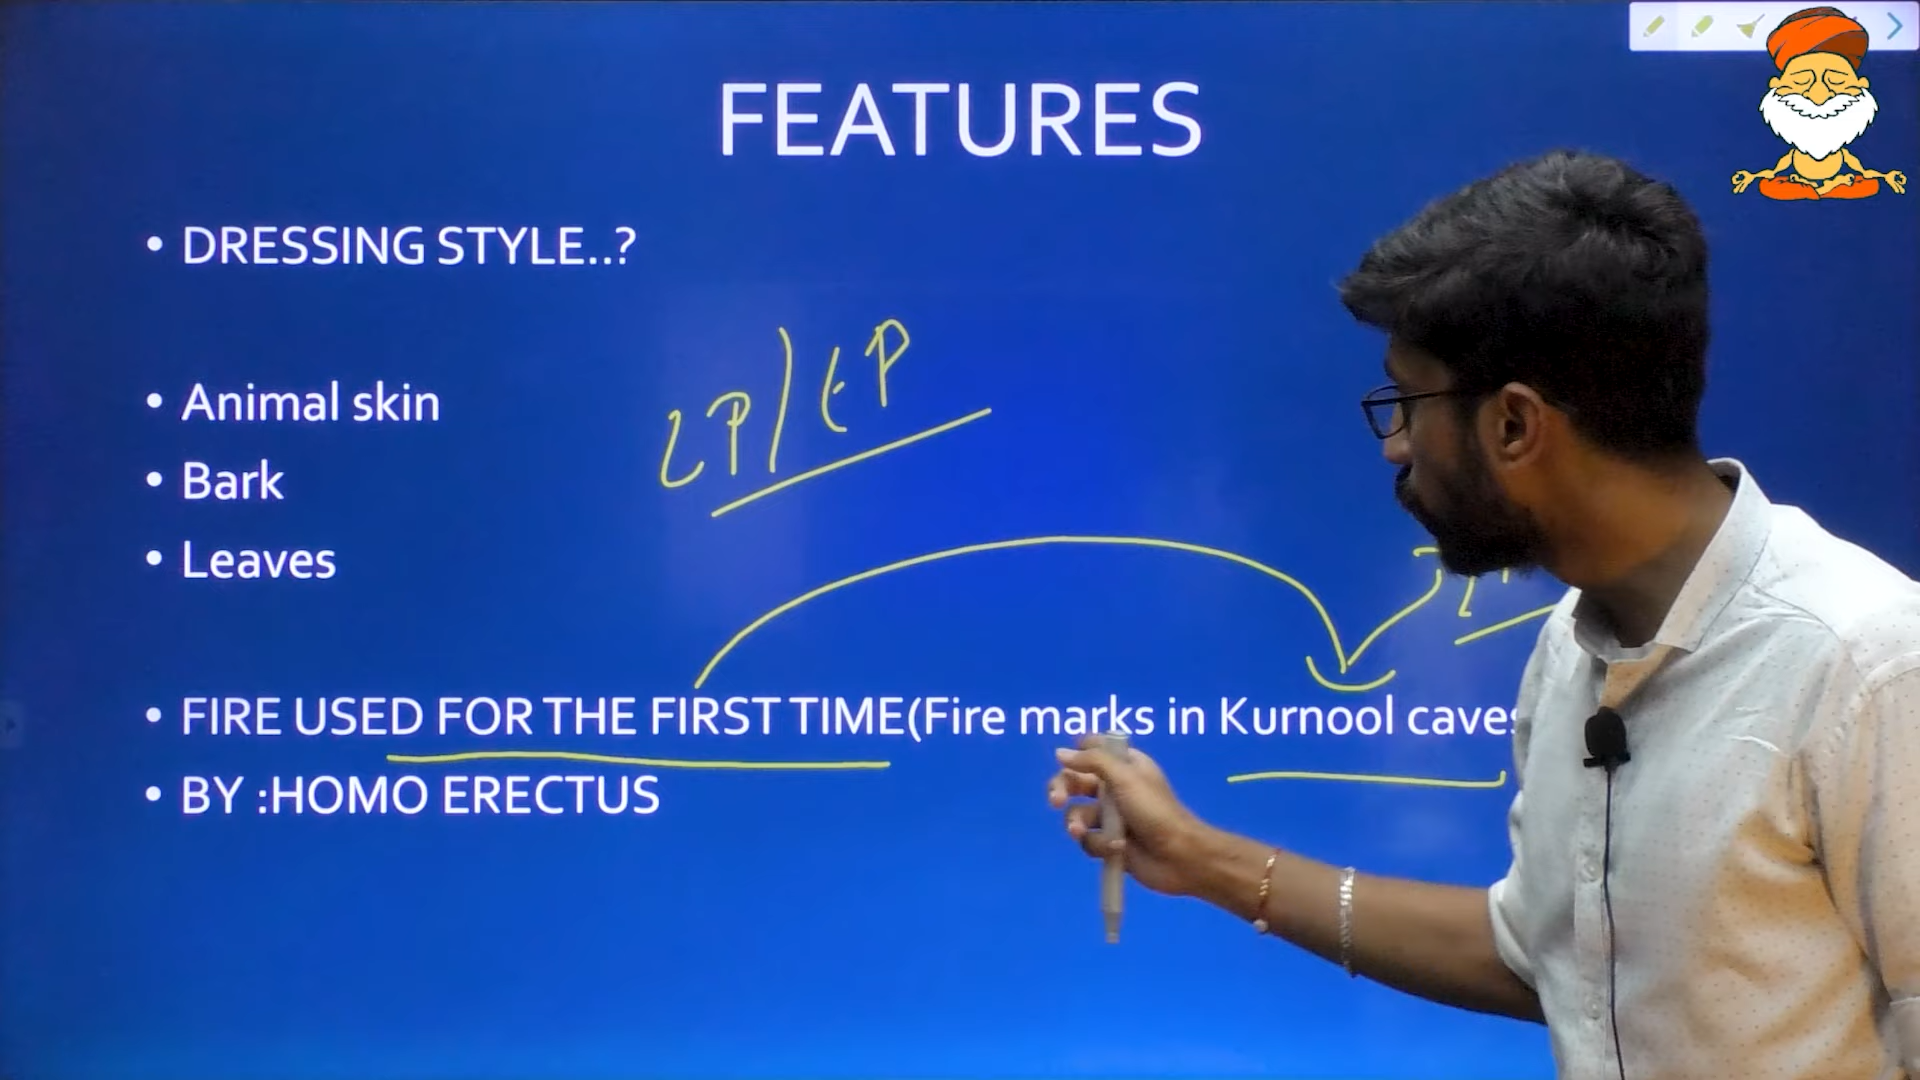 FEATURES
• DRESSING STYLE..?
LP/EP
• Animal skin
• Bark
• Leaves
• FIRE USED FOR THE FIRST TIME(Fire marks in Kurnool caves
• BY :HOMO ERECTUS